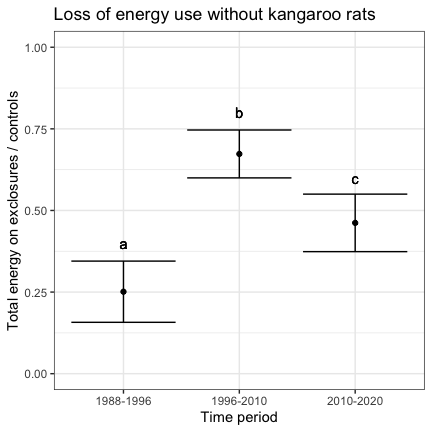 Loss of energy use without kangaroo rats
Total energy on exclosures / controls
1.00
0.75
0.50
0.25
0.00
a
b
c
1988-1996
1996-2010
2010-2020
Time period